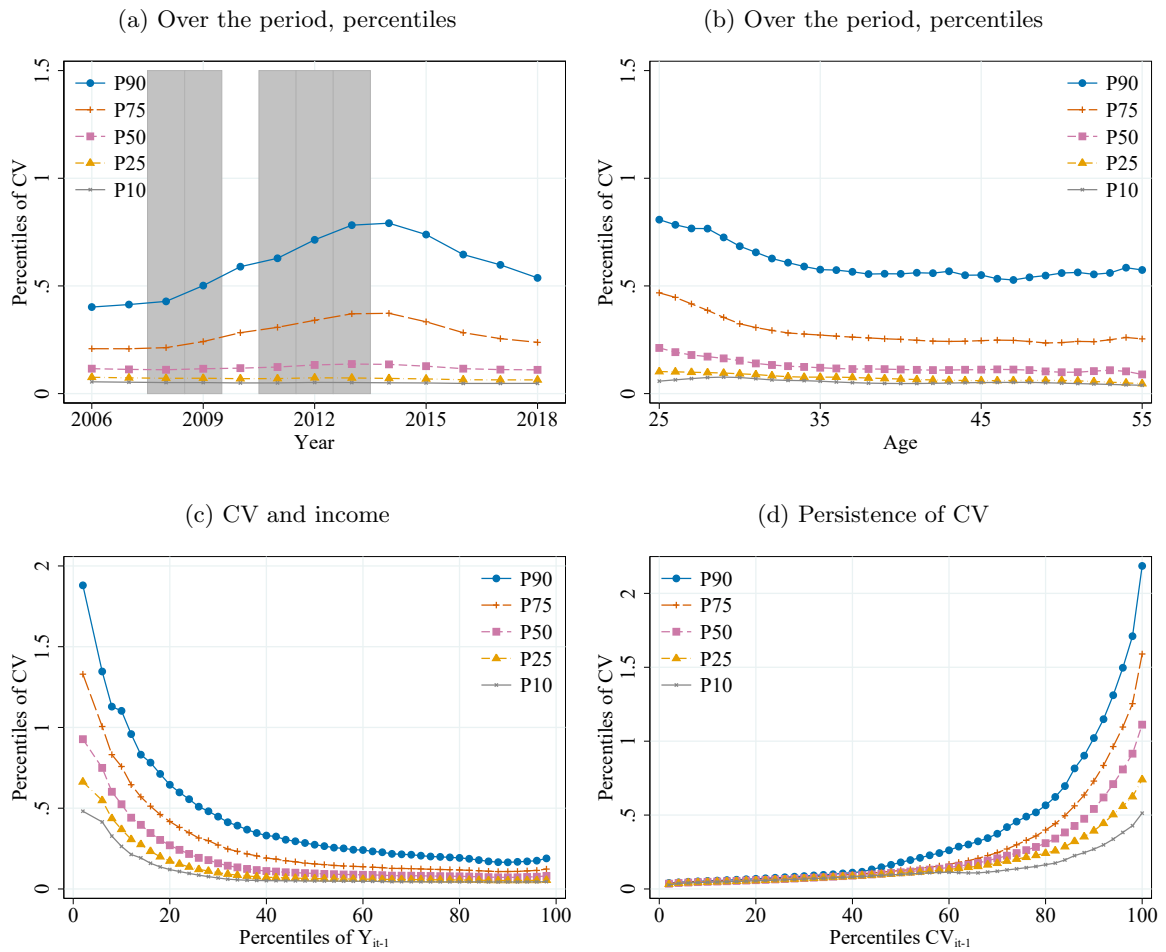 (a) Over the period, percentiles
Percentiles of CV
0 .5 1 1.5
P90
P75
P50
P25
P10
2006 2009 2012 2015 2018
Year
(b) Over the period, percentiles
Percentiles of CV
0 .5 1 1.5
P90
P75
P50
P25
P10
25 35 45 55
Age
(c) CV and income
Percentiles of CV
0 .5 1 1.5 2
P90
P75
P50
P25
P10
0 20 40 60 80 100
Percentiles of Y_it-1
(d) Persistence of CV
Percentiles of CV
0 .5 1 1.5 2
P90
P75
P50
P25
P10
0 20 40 60 80 100
Percentiles CV_it-1